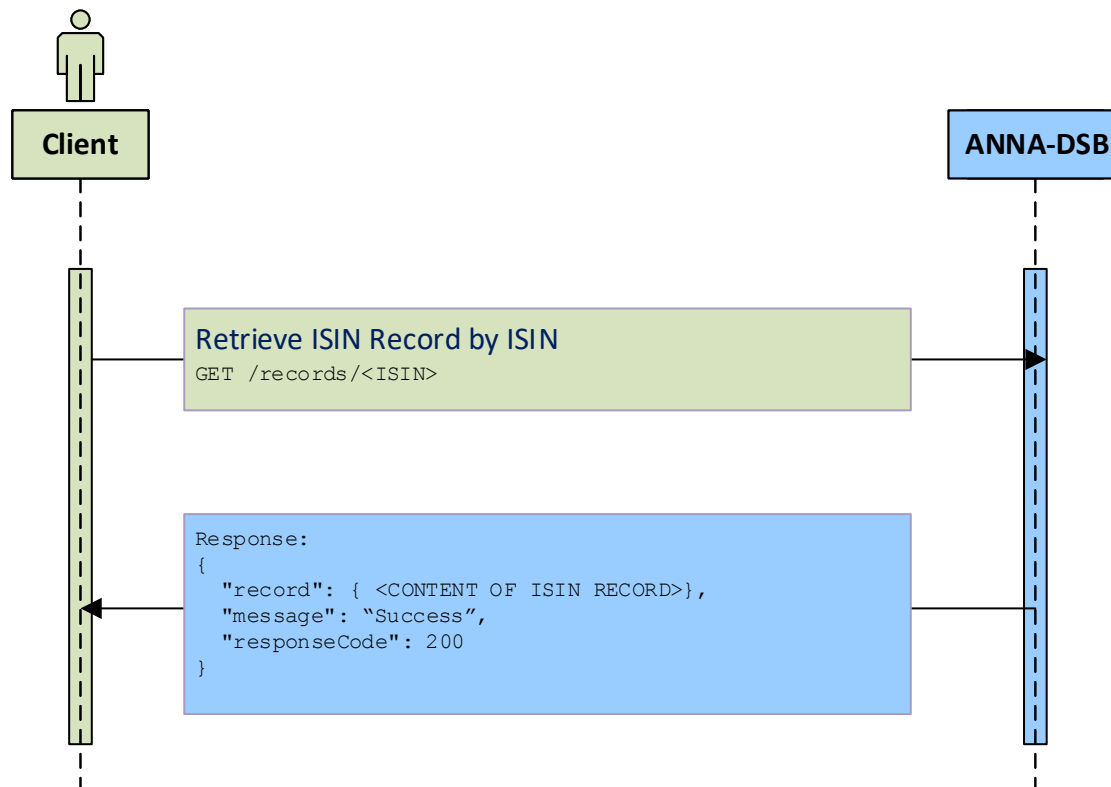 Client
ANNA-DSB
Retrieve ISIN Record by ISIN
GET /records/<ISIN>
Response:
{
  "record": { <CONTENT OF ISIN RECORD>},
  "message": “Success”,
  "responseCode": 200
}